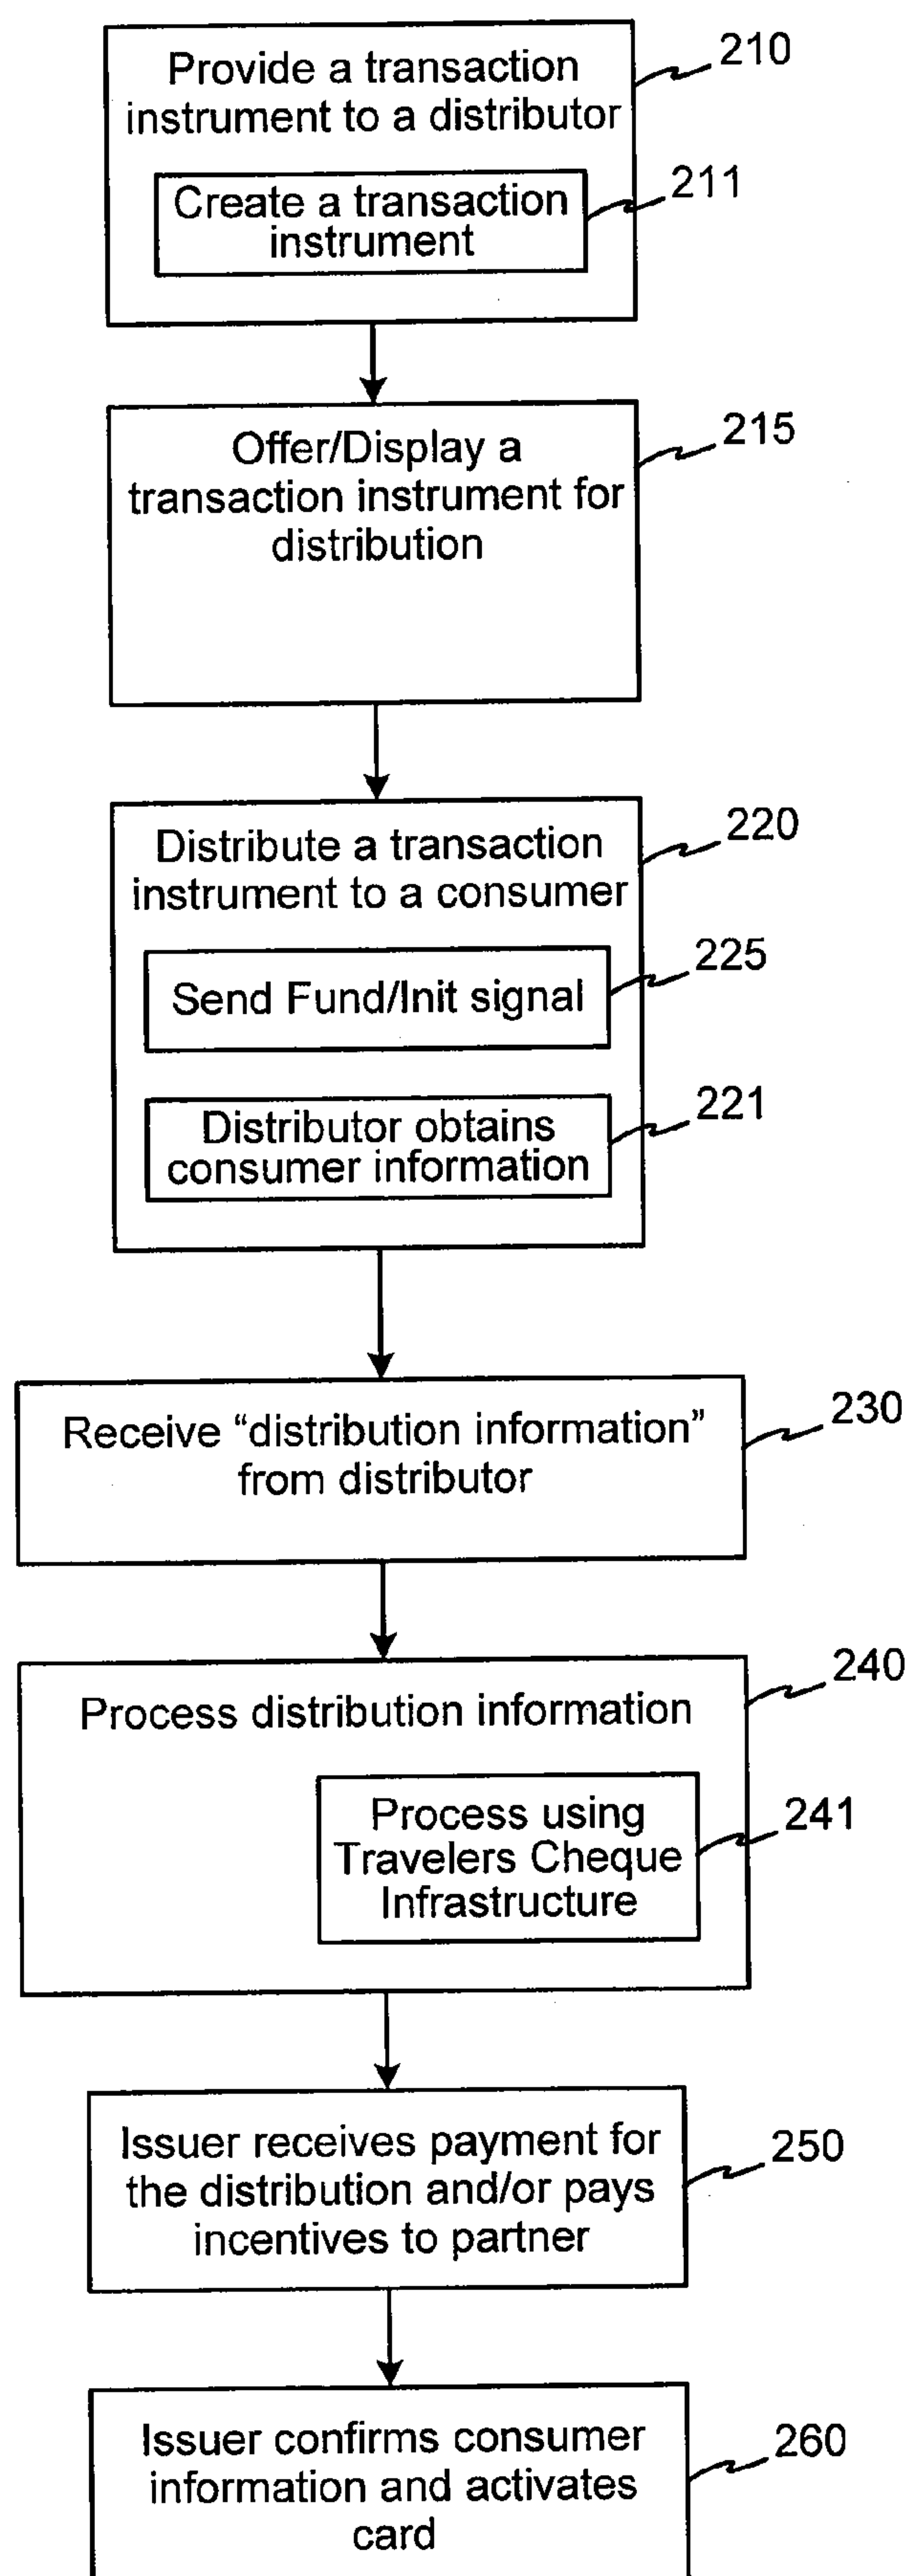 Provide a transaction
instrument to a distributor
210
Create a transaction
instrument
211
Offer/Display a
transaction instrument for
distribution
215
Distribute a transaction
instrument to a consumer
220
Send Fund/Init signal
225
Distributor obtains
consumer information
221
Receive “distribution information”
from distributor
230
Process distribution information
240
Process using
Travelers Cheque
Infrastructure
241
Issuer receives payment for
the distribution and/or pays
incentives to partner
250
Issuer confirms consumer
information and activates
card
260